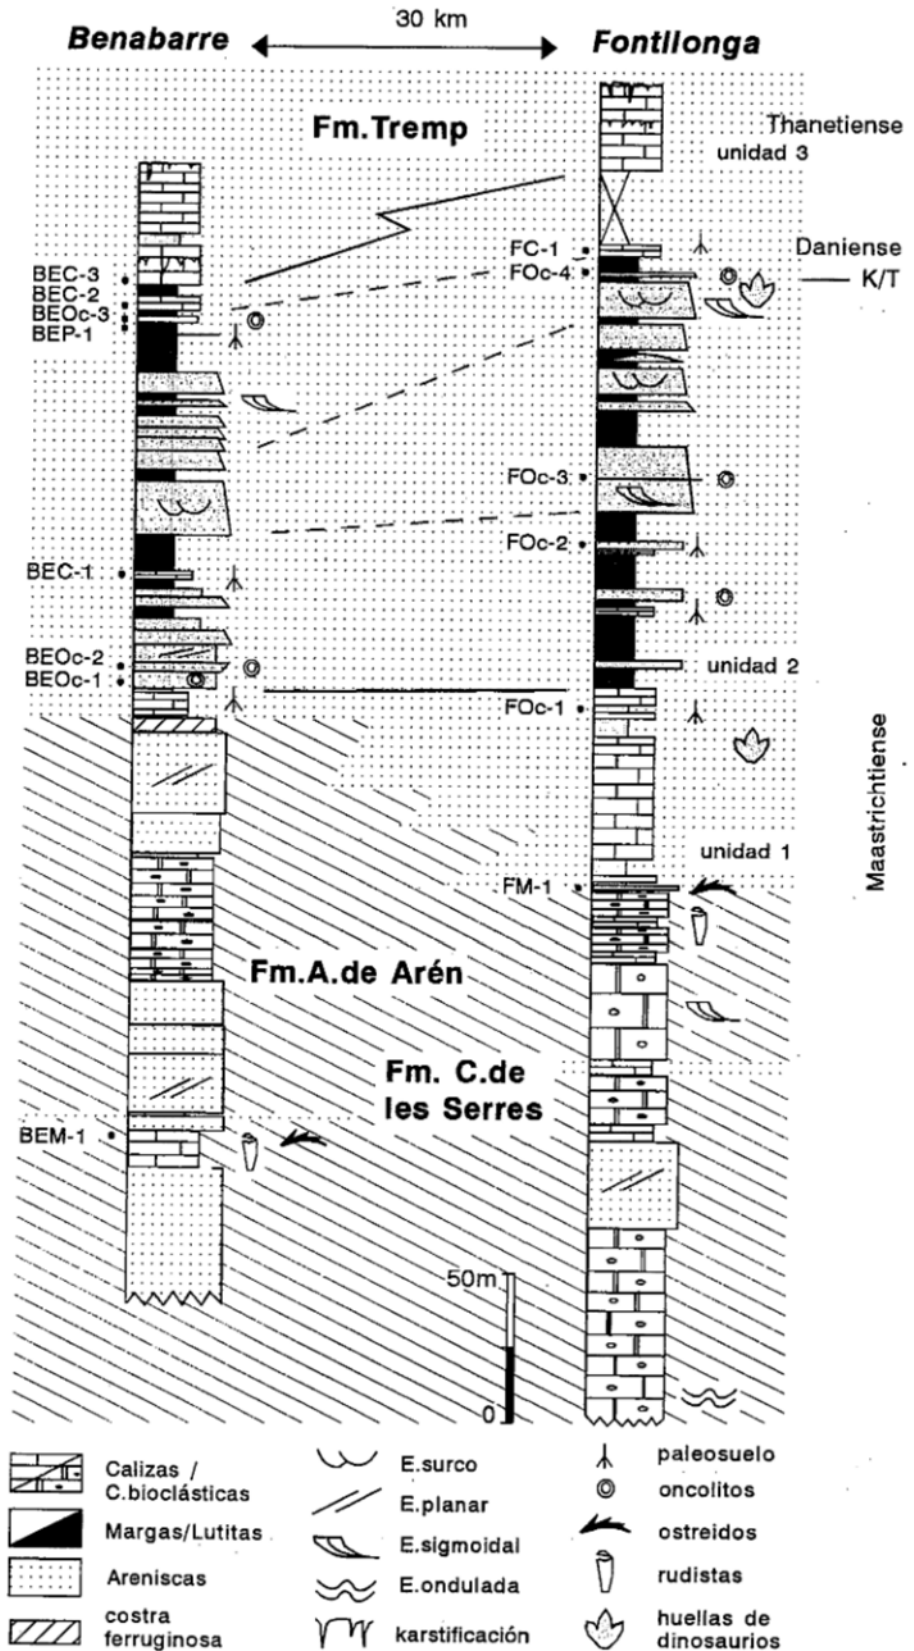 30 km
Benabarre
Fontllonga
Fm.Tremp
Thanetiense
unidad 3
FC-1
Daniense
FOc-4
K/T
BEC-3
BEC-2
BEOc-3
BEP-1
FOc-3
FOc-2
BEC-1
BEOc-2
unidad 2
BEOc-1
FOc-1
Maastrichtiense
unidad 1
FM-1
Fm.A.de Arén
Fm. C.de
les Serres
BEM-1
50m
0
Calizas /
C.bioclásticas
Margas/Lutitas
Areniscas
costra
ferruginosa
E.surco
E.planar
E.sigmoidal
E.ondulada
karstificación
paleosuelo
oncolitos
ostreidos
rudistas
huellas de
dinosaurios